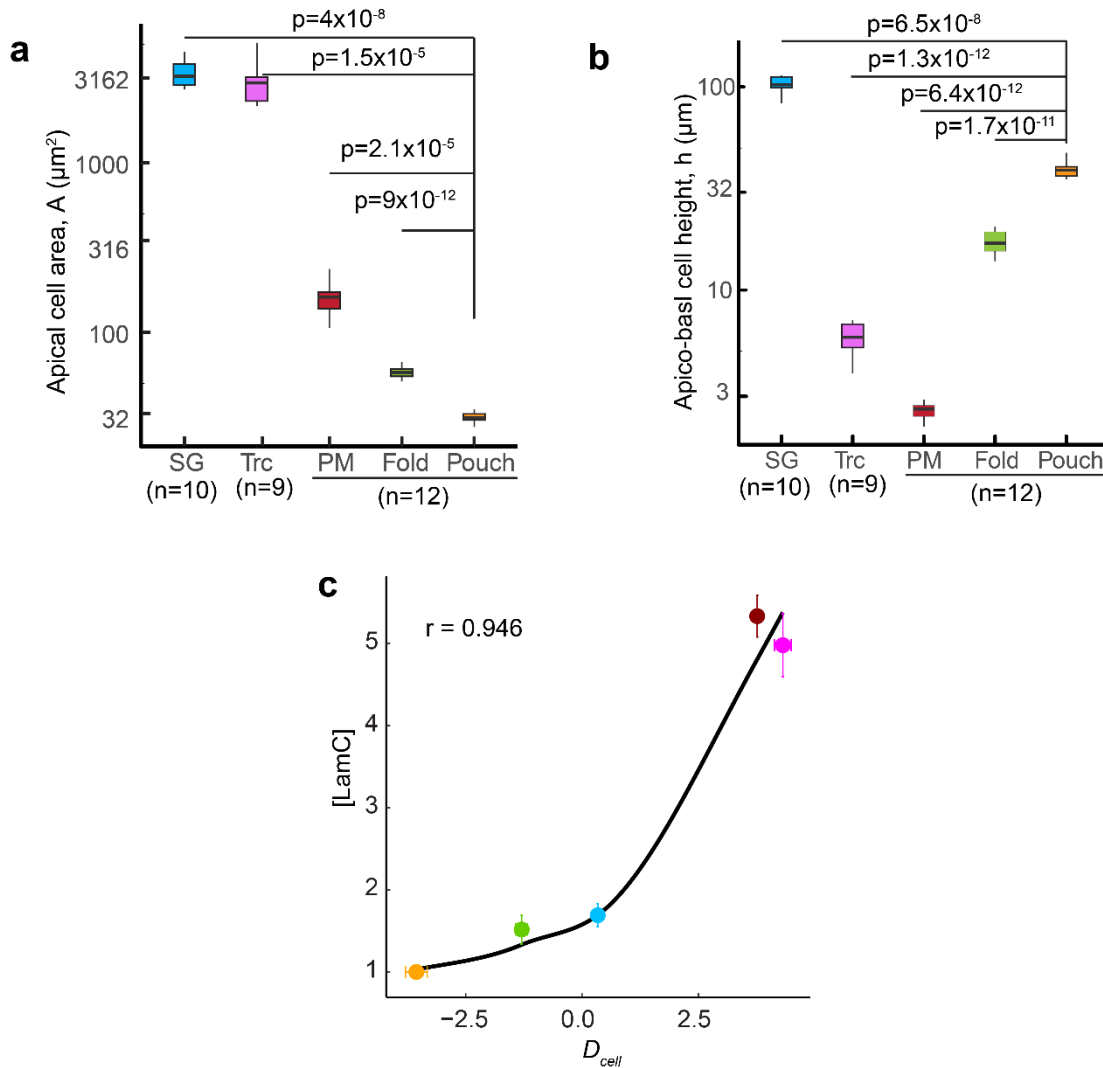 a
p=4x10-8
p=1.5x10-5
p=2.1x10-5
p=9x10-12
Apical cell area, A (µm2)
3162
1000
316
100
32
SG Trc PM Fold Pouch
(n=10) (n=9) (n=12)
b
p=6.5x10-8
p=1.3x10-12
p=6.4x10-12
p=1.7x10-11
Apico-basl cell height, h (µm)
100
32
10
3
SG Trc PM Fold Pouch
(n=10) (n=9) (n=12)
c
r = 0.946
[LamC]
5
4
3
2
1
−2.5 0.0 2.5
Dcell